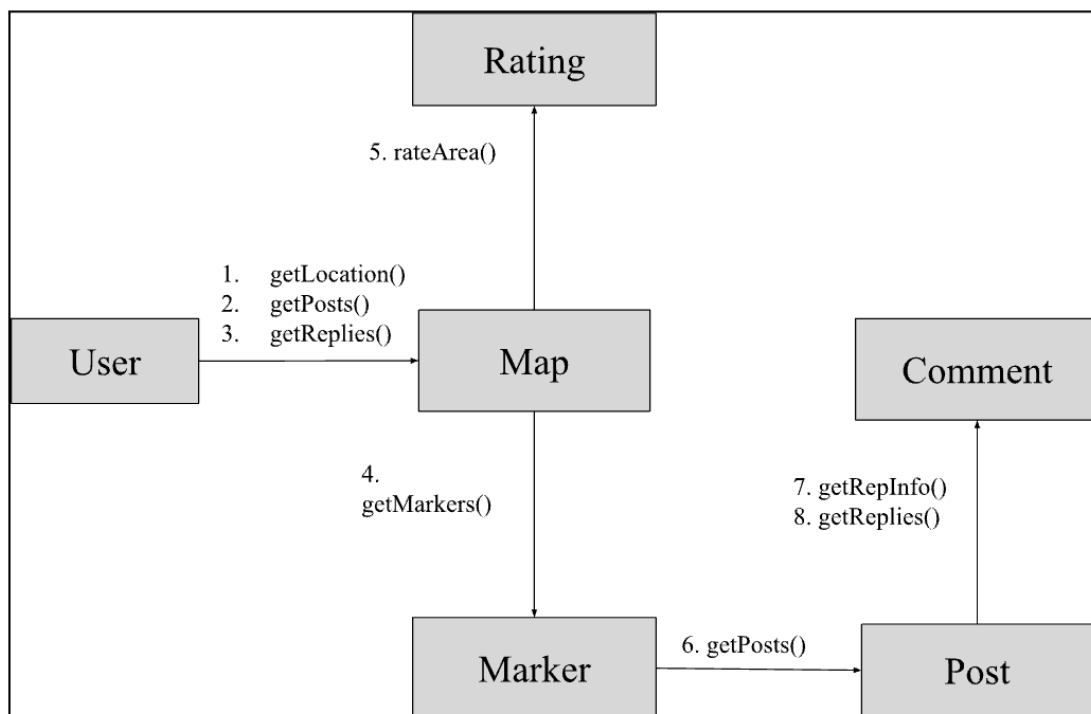 Rating
5. rateArea()
1. getLocation()
2. getPosts()
3. getReplies()
User
Map
Comment
4.
getMarkers()
7. getRepInfo()
8. getReplies()
Marker
6. getPosts()
Post